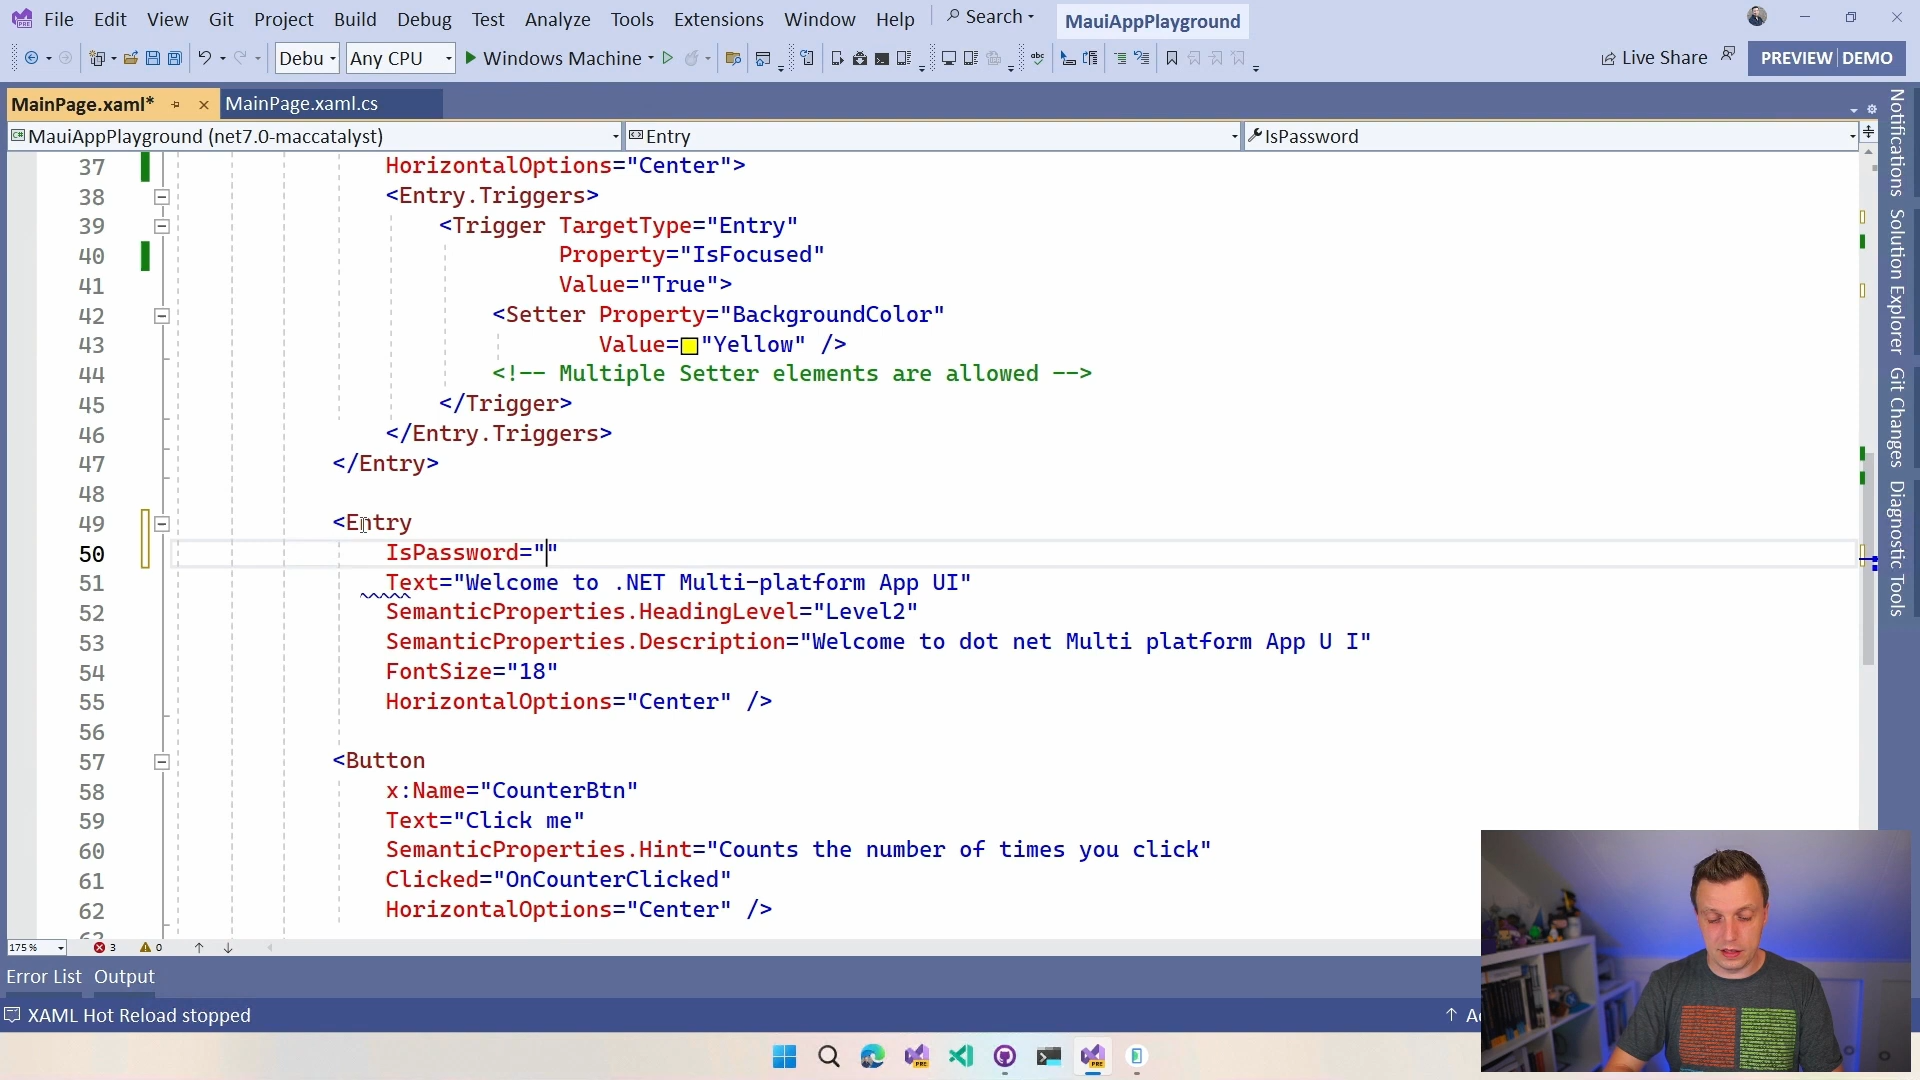 File Edit View Git Project Build Debug Test Analyze Tools Extensions Window Help Search MauiAppPlayground
Debu Any CPU Windows Machine Live Share PREVIEW DEMO
MainPage.xaml* MainPage.xaml.cs
MauiAppPlayground (net7.0-maccatalyst) Entry IsPassword
37 HorizontalOptions="Center">
38 <Entry.Triggers>
39 <Trigger TargetType="Entry"
40 Property="IsFocused"
41 Value="True">
42 <Setter Property="BackgroundColor"
43 Value="Yellow" />
44 <!-- Multiple Setter elements are allowed -->
45 </Trigger>
46 </Entry.Triggers>
47 </Entry>
48
49 <Entry
50 IsPassword=""
51 Text="Welcome to .NET Multi-platform App UI"
52 SemanticProperties.HeadingLevel="Level2"
53 SemanticProperties.Description="Welcome to dot net Multi platform App U I"
54 FontSize="18"
55 HorizontalOptions="Center" />
56
57 <Button
58 x:Name="CounterBtn"
59 Text="Click me"
60 SemanticProperties.Hint="Counts the number of times you click"
61 Clicked="OnCounterClicked"
62 HorizontalOptions="Center" />
175 % 3 0
Error List Output
XAML Hot Reload stopped
Notifications
Solution Explorer
Git Changes
Diagnostic Tools